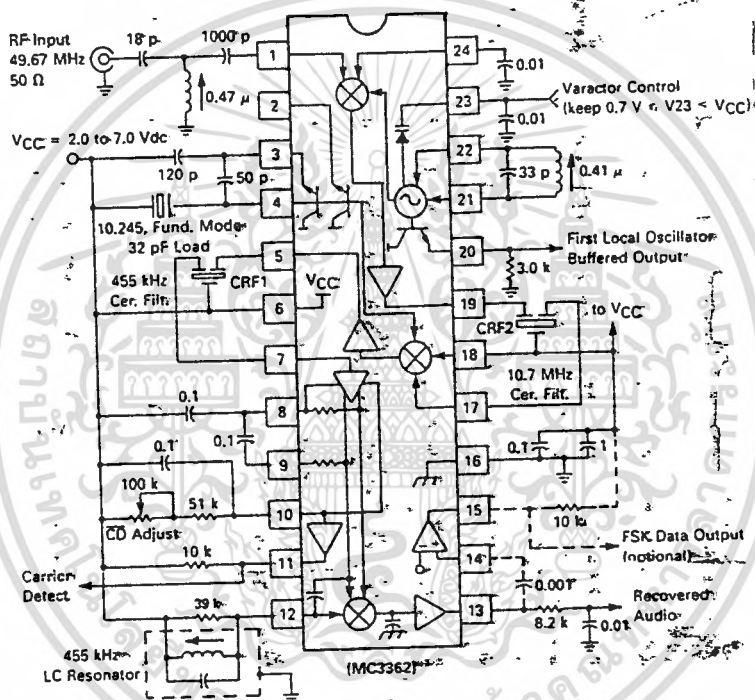 RF Input
49.67 MHz
50 Ω
18 p
1000 p
0.47 μ
VCC = 2.0 to 7.0 Vdc
120 p
50 p
10.245, Fund. Mode
32 pF Load
455 kHz
Cer. Filt.
CRF1
VCC
0.1
0.1
0.1
100 k
51 k
CD Adjust
10 k
Carrier
Detect
39 k
455 kHz
LC Resonator
1
2
3
4
5
6
7
8
9
10
11
12
24
23
22
21
20
19
18
17
16
15
14
13
(MC3362)
0.01
Varactor Control
(keep 0.7 V V23 < VCC)
0.01
33 p
0.41 μ
First Local Oscillator
Buffered Output
3.0 k
CRF2
to VCC
10.7 MHz
Cer. Filt.
0.1
1
10 k
FSK Data Output
(notional)
0.001
8.2 k
Recovered
Audio
0.01